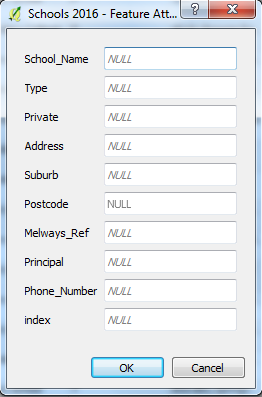 Schools 2016 - Feature Att...
School_Name NULL
Type NULL
Private NULL
Address NULL
Suburb NULL
Postcode NULL
Melways_Ref NULL
Principal NULL
Phone_Number NULL
index NULL
OK Cancel